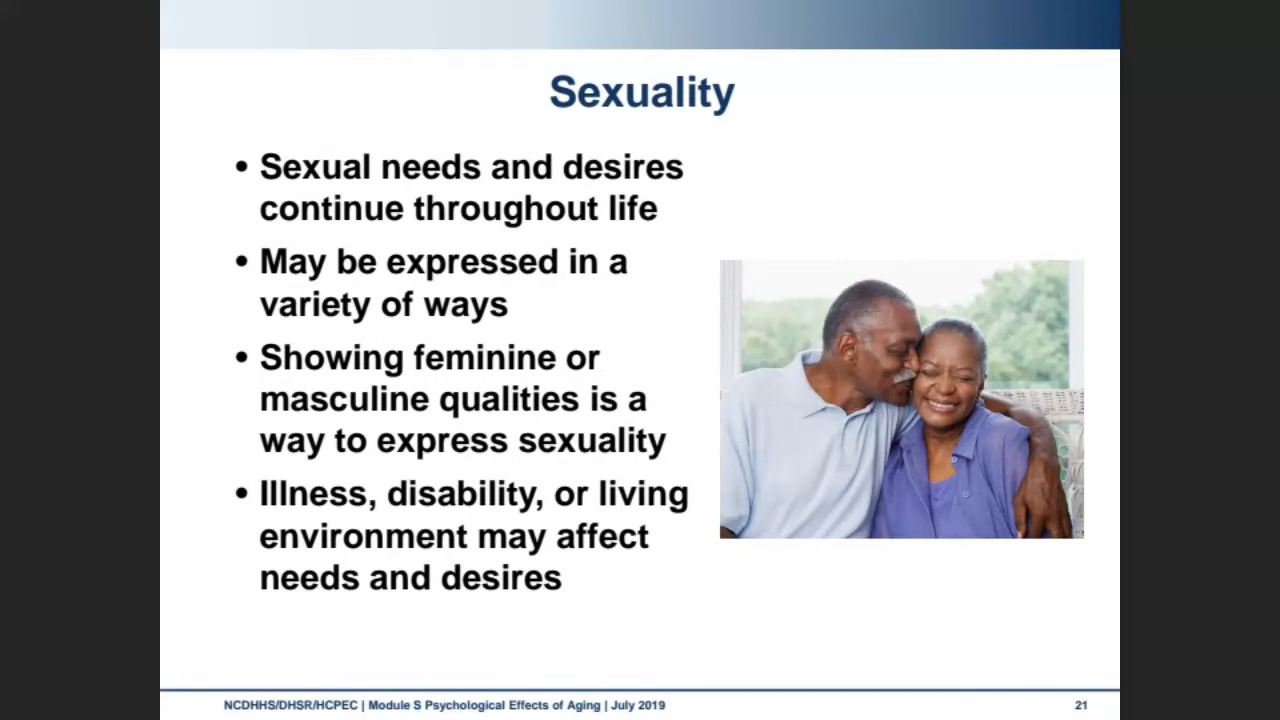 Sexuality
• Sexual needs and desires
continue throughout life
• May be expressed in a
variety of ways
• Showing feminine or
masculine qualities is a
way to express sexuality
• Illness, disability, or living
environment may affect
needs and desires
NCDHHS/DHSR/HCPEC | Module S Psychological Effects of Aging | July 2019 21